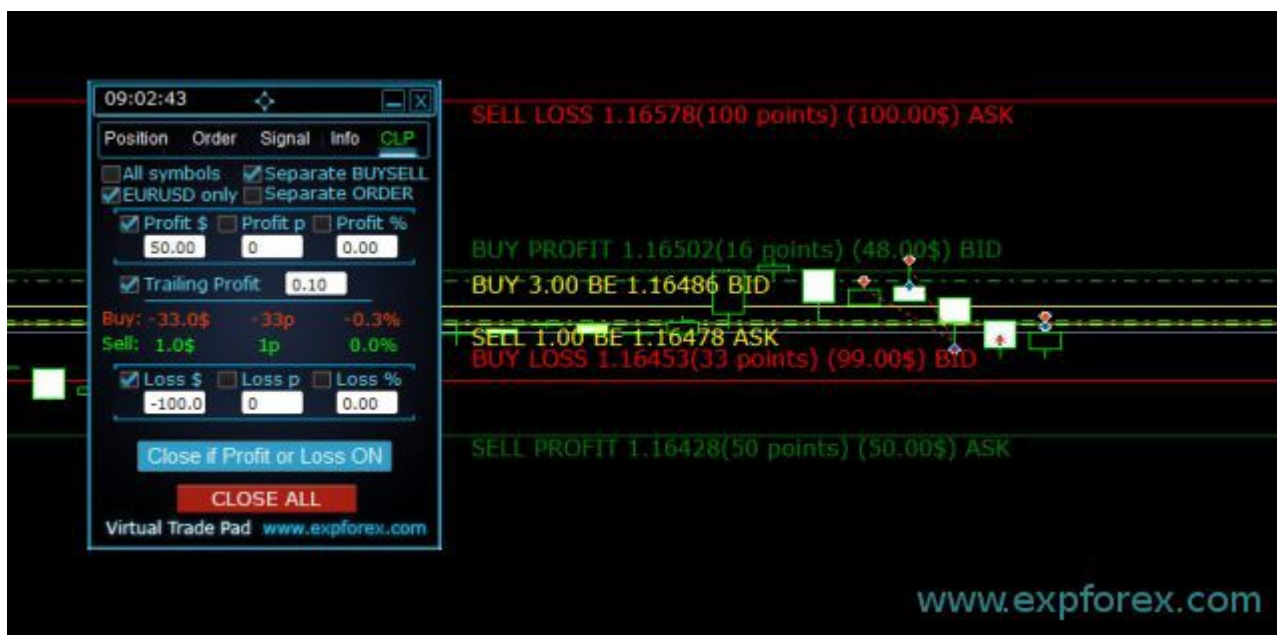 09:02:43
X
Position Order Signal Info CLP
All symbols Separate BUYSELL
EURUSD only Separate ORDER
Profit $ Profit p Profit %
50.00 0 0.00
Trailing Profit 0.10
Buy: -33.0$ -33p -0.3%
Sell: 1.0$ 1p 0.0%
Loss $ Loss p Loss %
-100.0 0 0.00
Close if Profit or Loss ON
CLOSE ALL
Virtual Trade Pad www.expforex.com
SELL LOSS 1.16578(100 points) (100.00$) ASK
BUY PROFIT 1.16502(16 points) (48.00$) BID
BUY 3.00 BE 1.16486 BID
SELL 1.00 BE 1.16478 ASK
BUY LOSS 1.16453(33 points) (99.00$) BID
SELL PROFIT 1.16428(50 points) (50.00$) ASK
www.expforex.com